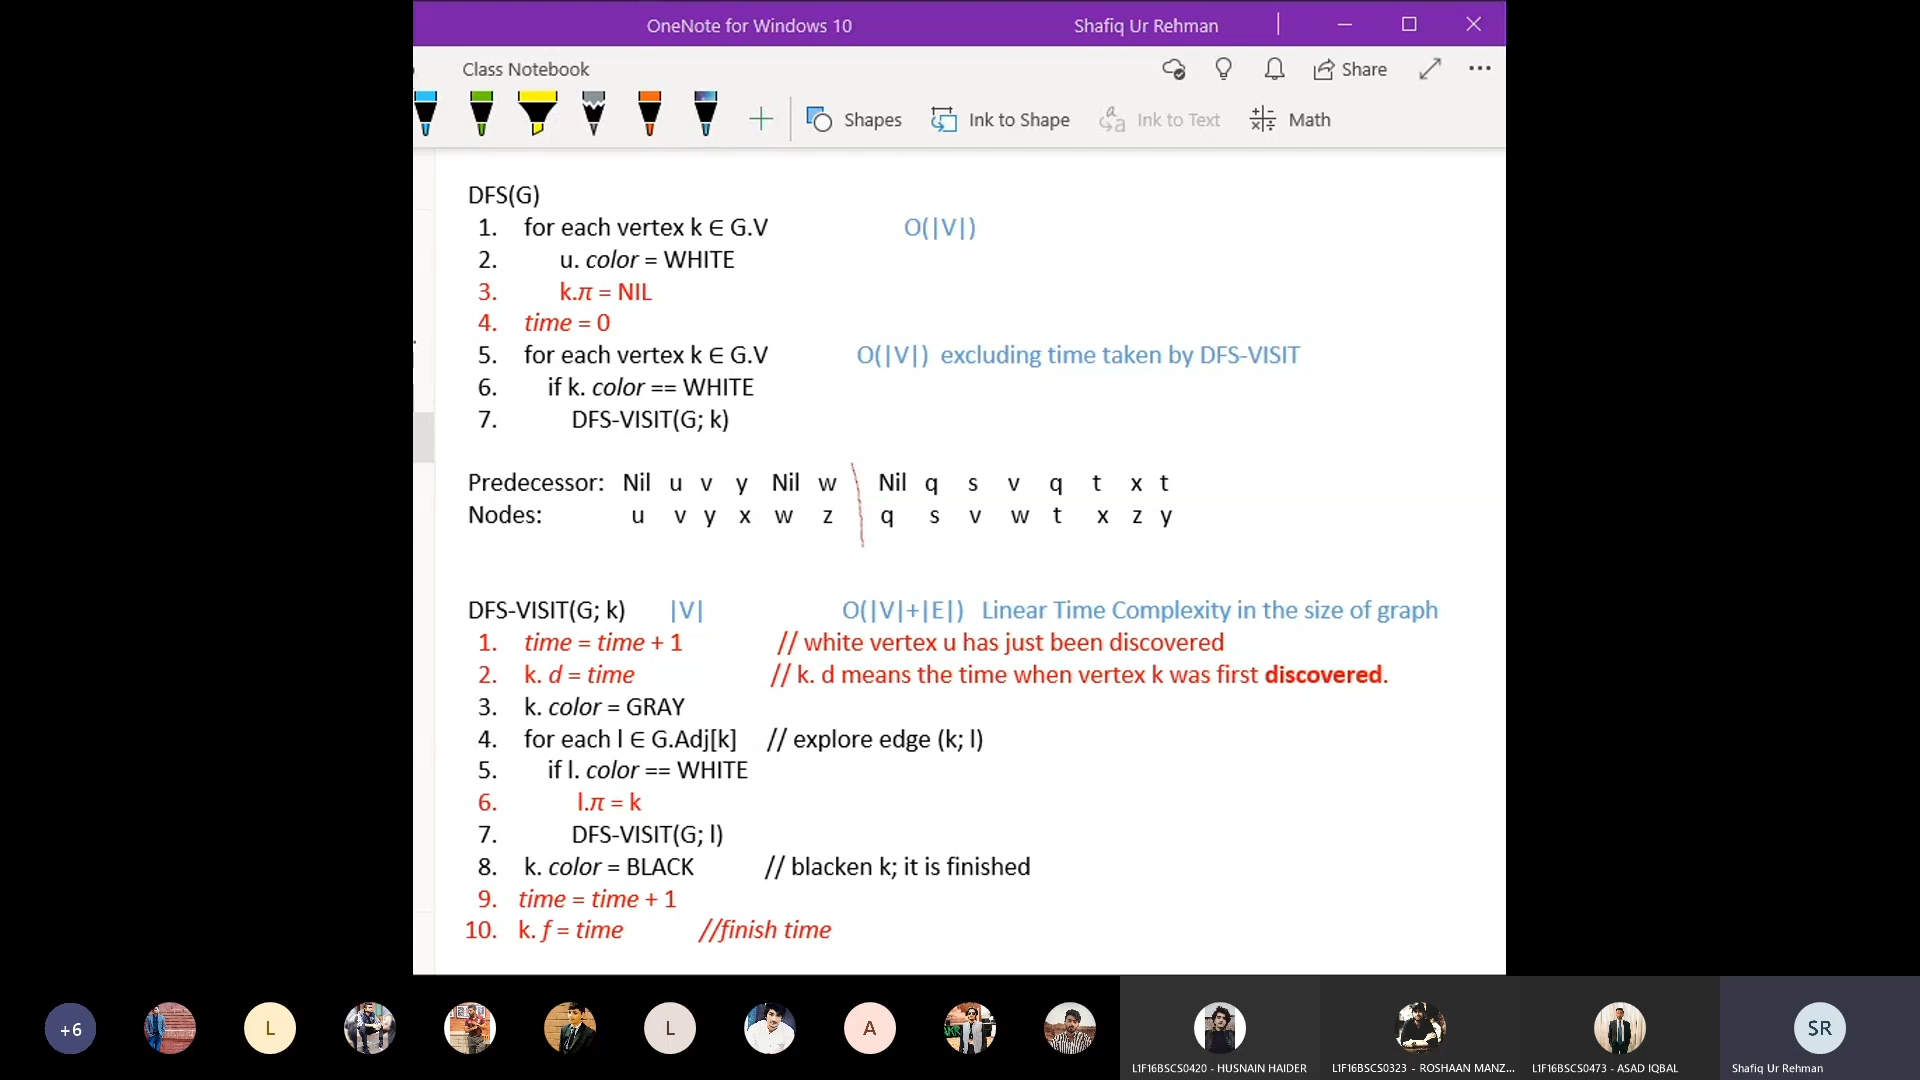 OneNote for Windows 10 Shafiq Ur Rehman
Class Notebook Share
Shapes Ink to Shape Ink to Text Math
DFS(G)
1. for each vertex k ∈ G.V O(|V|)
2. u. color = WHITE
3. k.π = NIL
4. time = 0
5. for each vertex k ∈ G.V O(|V|) excluding time taken by DFS-VISIT
6. if k. color == WHITE
7. DFS-VISIT(G; k)
Predecessor: Nil u v y Nil w Nil q s v q t x t
Nodes: u v y x w z q s v w t x z y
DFS-VISIT(G; k) |V| O(|V|+|E|) Linear Time Complexity in the size of graph
1. time = time + 1 // white vertex u has just been discovered
2. k. d = time // k. d means the time when vertex k was first discovered.
3. k. color = GRAY
4. for each l ∈ G.Adj[k] // explore edge (k; l)
5. if l. color == WHITE
6. l.π = k
7. DFS-VISIT(G; l)
8. k. color = BLACK // blacken k; it is finished
9. time = time + 1
10. k. f = time //finish time
+6 L L A SR
L1F16BSCS0420 - HUSNAIN HAIDER L1F16BSCS0323 - ROSHAAN MANZ... L1F16BSCS0473 - ASAD IQBAL Shafiq Ur Rehman